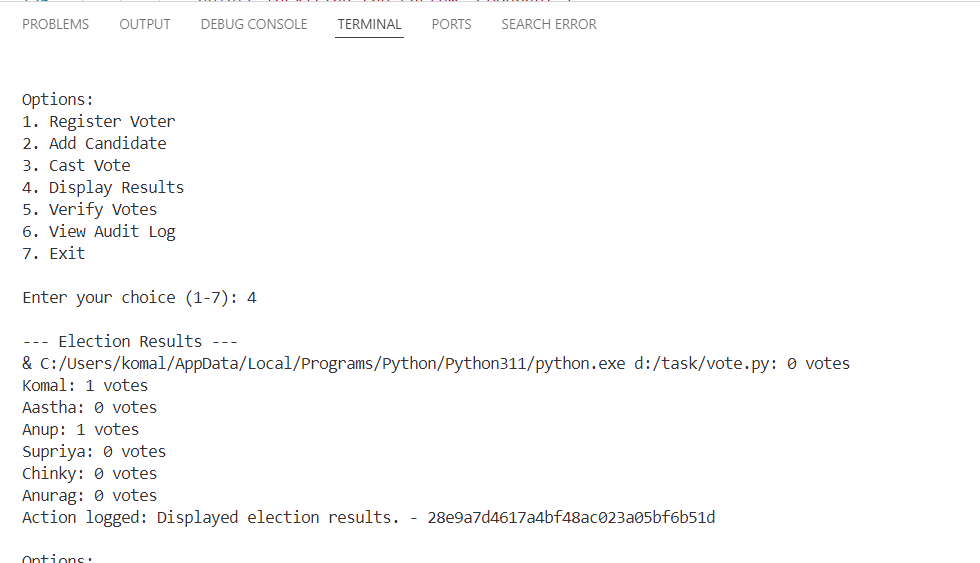 PROBLEMS OUTPUT DEBUG CONSOLE TERMINAL PORTS SEARCH ERROR
Options:
1. Register Voter
2. Add Candidate
3. Cast Vote
4. Display Results
5. Verify Votes
6. View Audit Log
7. Exit
Enter your choice (1-7): 4
--- Election Results ---
& C:/Users/komal/AppData/Local/Programs/Python/Python311/python.exe d:/task/vote.py: 0 votes
Komal: 1 votes
Aastha: 0 votes
Anup: 1 votes
Supriya: 0 votes
Chinky: 0 votes
Anurag: 0 votes
Action logged: Displayed election results. - 28e9a7d4617a4bf48ac023a05bf6b51d
Options: